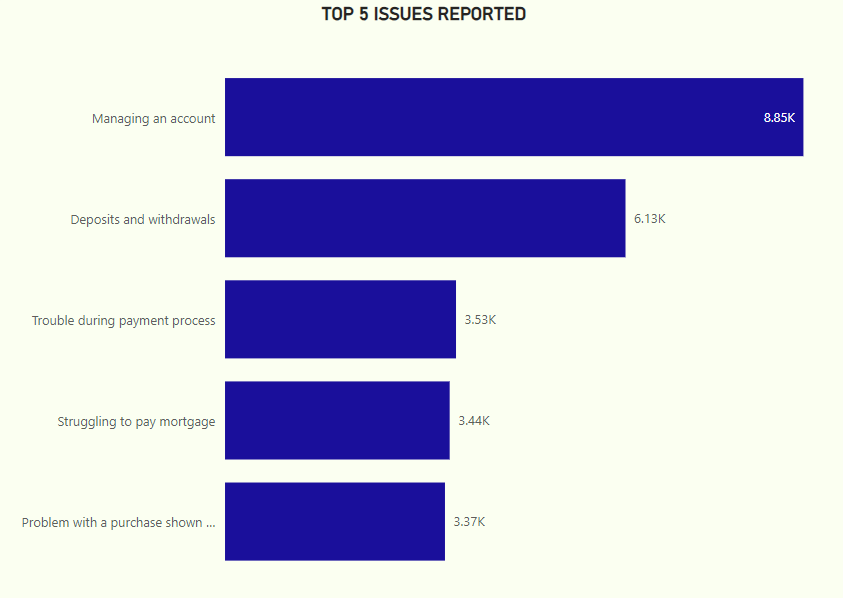 TOP 5 ISSUES REPORTED
Managing an account 8.85K
Deposits and withdrawals 6.13K
Trouble during payment process 3.53K
Struggling to pay mortgage 3.44K
Problem with a purchase shown ... 3.37K